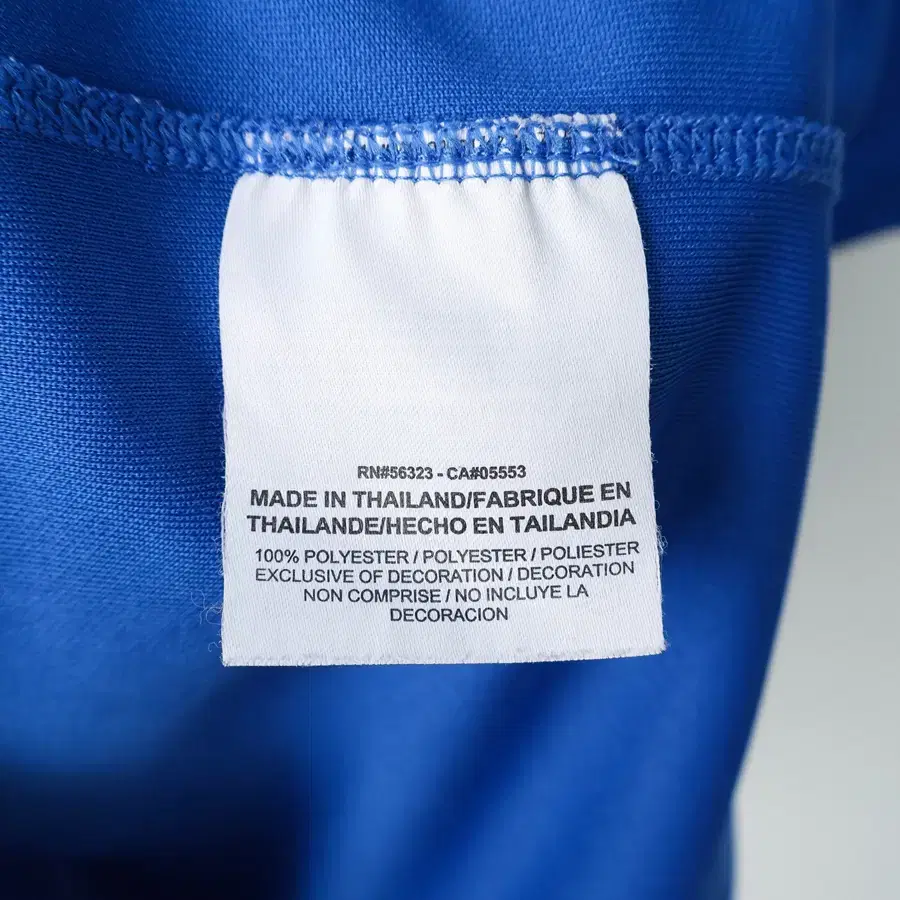 RN#56323 - CA#05553
MADE IN THAILAND/FABRIQUE EN
THAILANDE/HECHO EN TAILANDIA
100% POLYESTER / POLYESTER / POLIESTER
EXCLUSIVE OF DECORATION / DECORATION
NON COMPRISE / NO INCLUYE LA
DECORACION